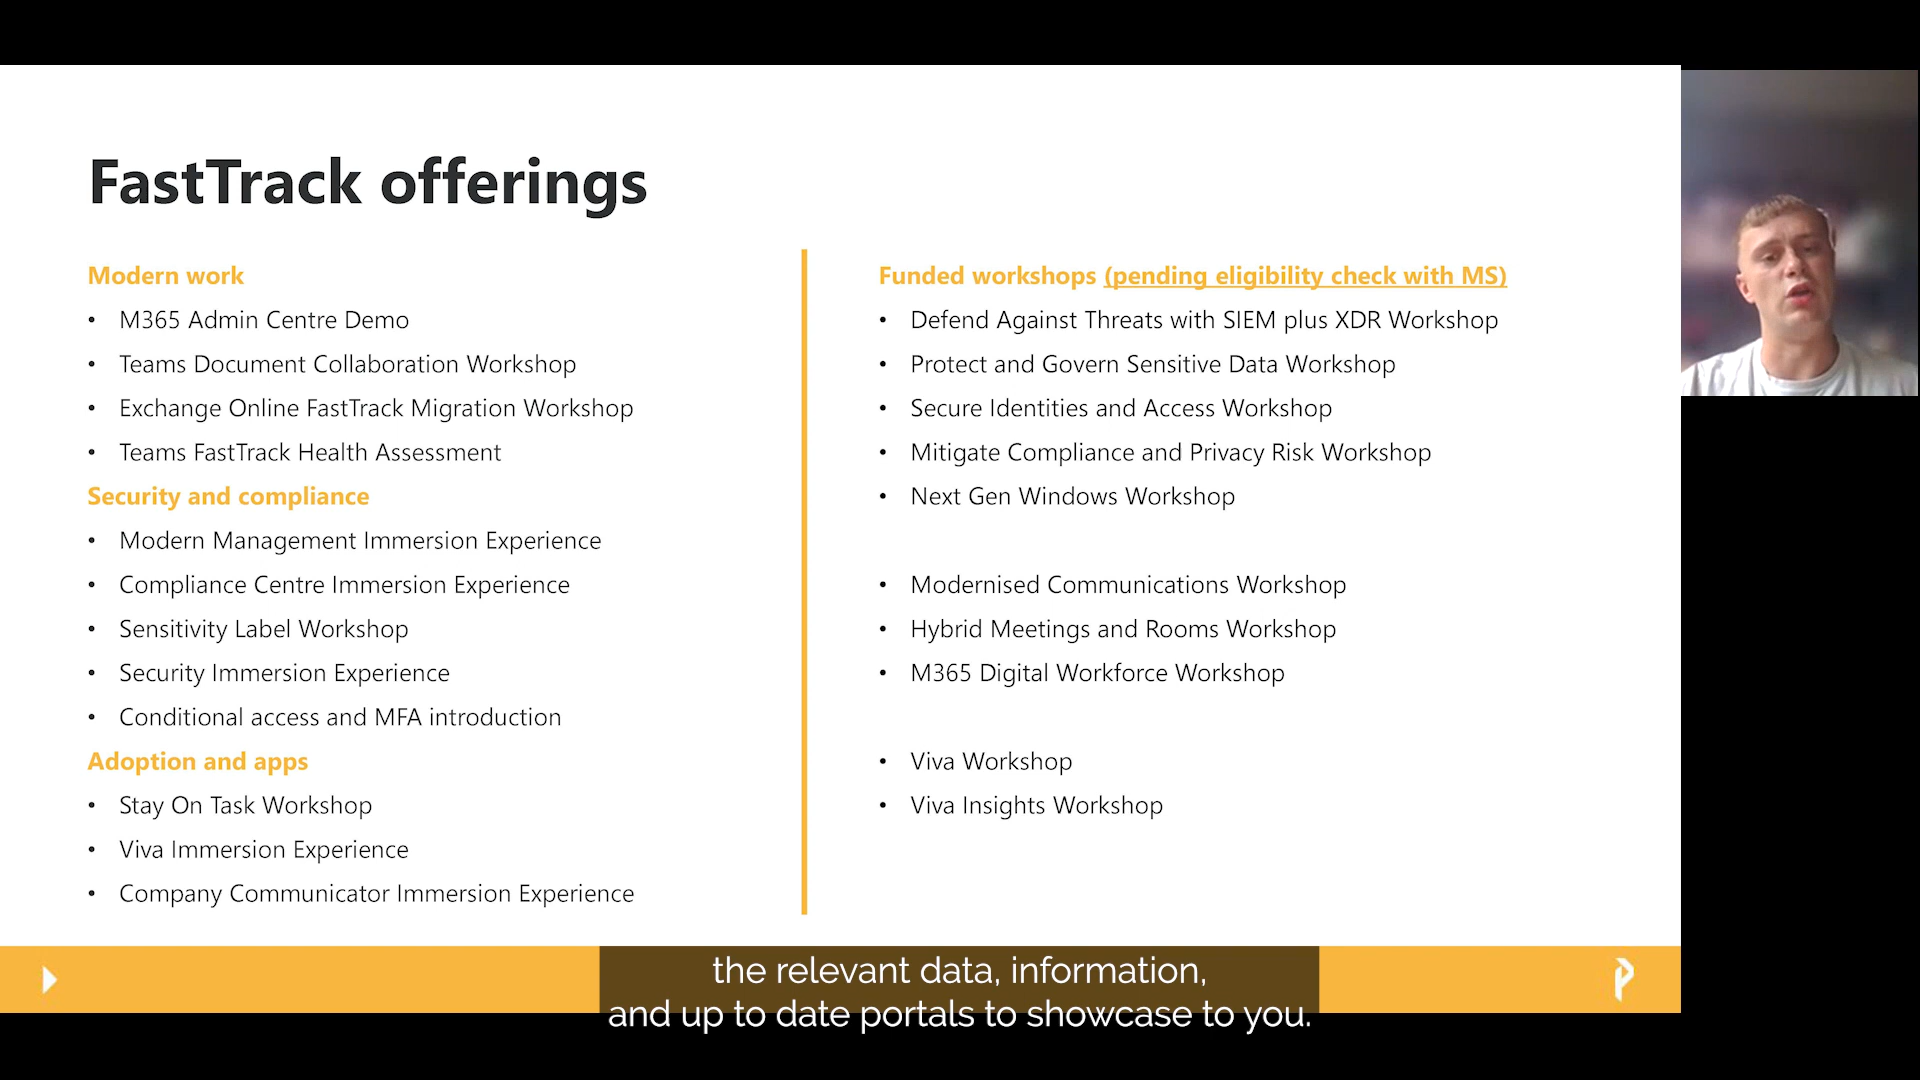 FastTrack offerings
Modern work
• M365 Admin Centre Demo
• Teams Document Collaboration Workshop
• Exchange Online FastTrack Migration Workshop
• Teams FastTrack Health Assessment
Security and compliance
• Modern Management Immersion Experience
• Compliance Centre Immersion Experience
• Sensitivity Label Workshop
• Security Immersion Experience
• Conditional access and MFA introduction
Adoption and apps
• Stay On Task Workshop
• Viva Immersion Experience
• Company Communicator Immersion Experience
Funded workshops (pending eligibility check with MS)
• Defend Against Threats with SIEM plus XDR Workshop
• Protect and Govern Sensitive Data Workshop
• Secure Identities and Access Workshop
• Mitigate Compliance and Privacy Risk Workshop
• Next Gen Windows Workshop
• Modernised Communications Workshop
• Hybrid Meetings and Rooms Workshop
• M365 Digital Workforce Workshop
• Viva Workshop
• Viva Insights Workshop
the relevant data, information,
and up to date portals to showcase to you.